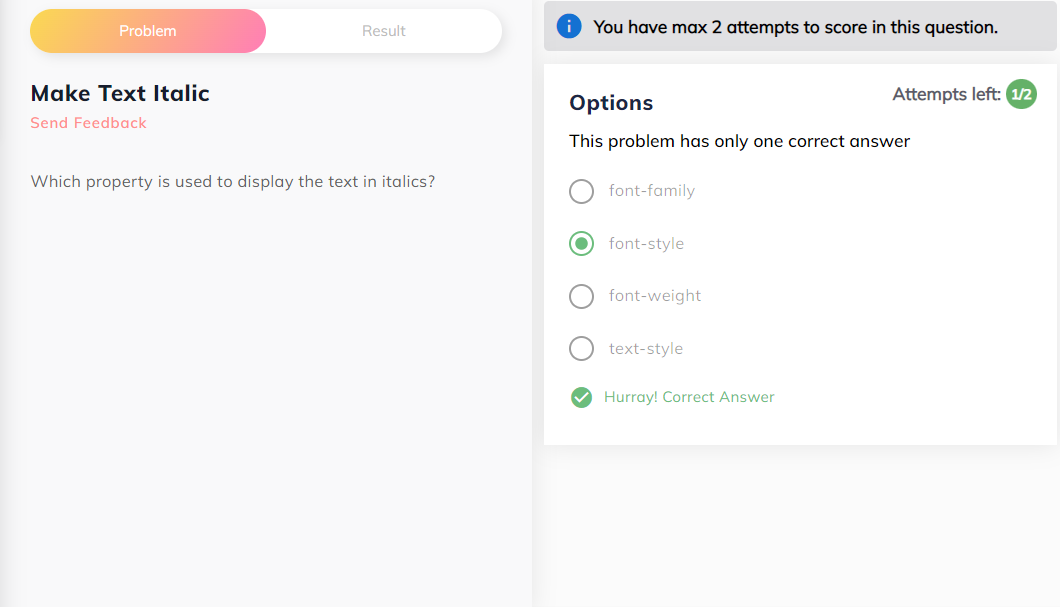 Problem
Result
Make Text Italic
Send Feedback
Which property is used to display the text in italics?
i You have max 2 attempts to score in this question.
Options
Attempts left: 1/2
This problem has only one correct answer
font-family
font-style
font-weight
text-style
Hurray! Correct Answer